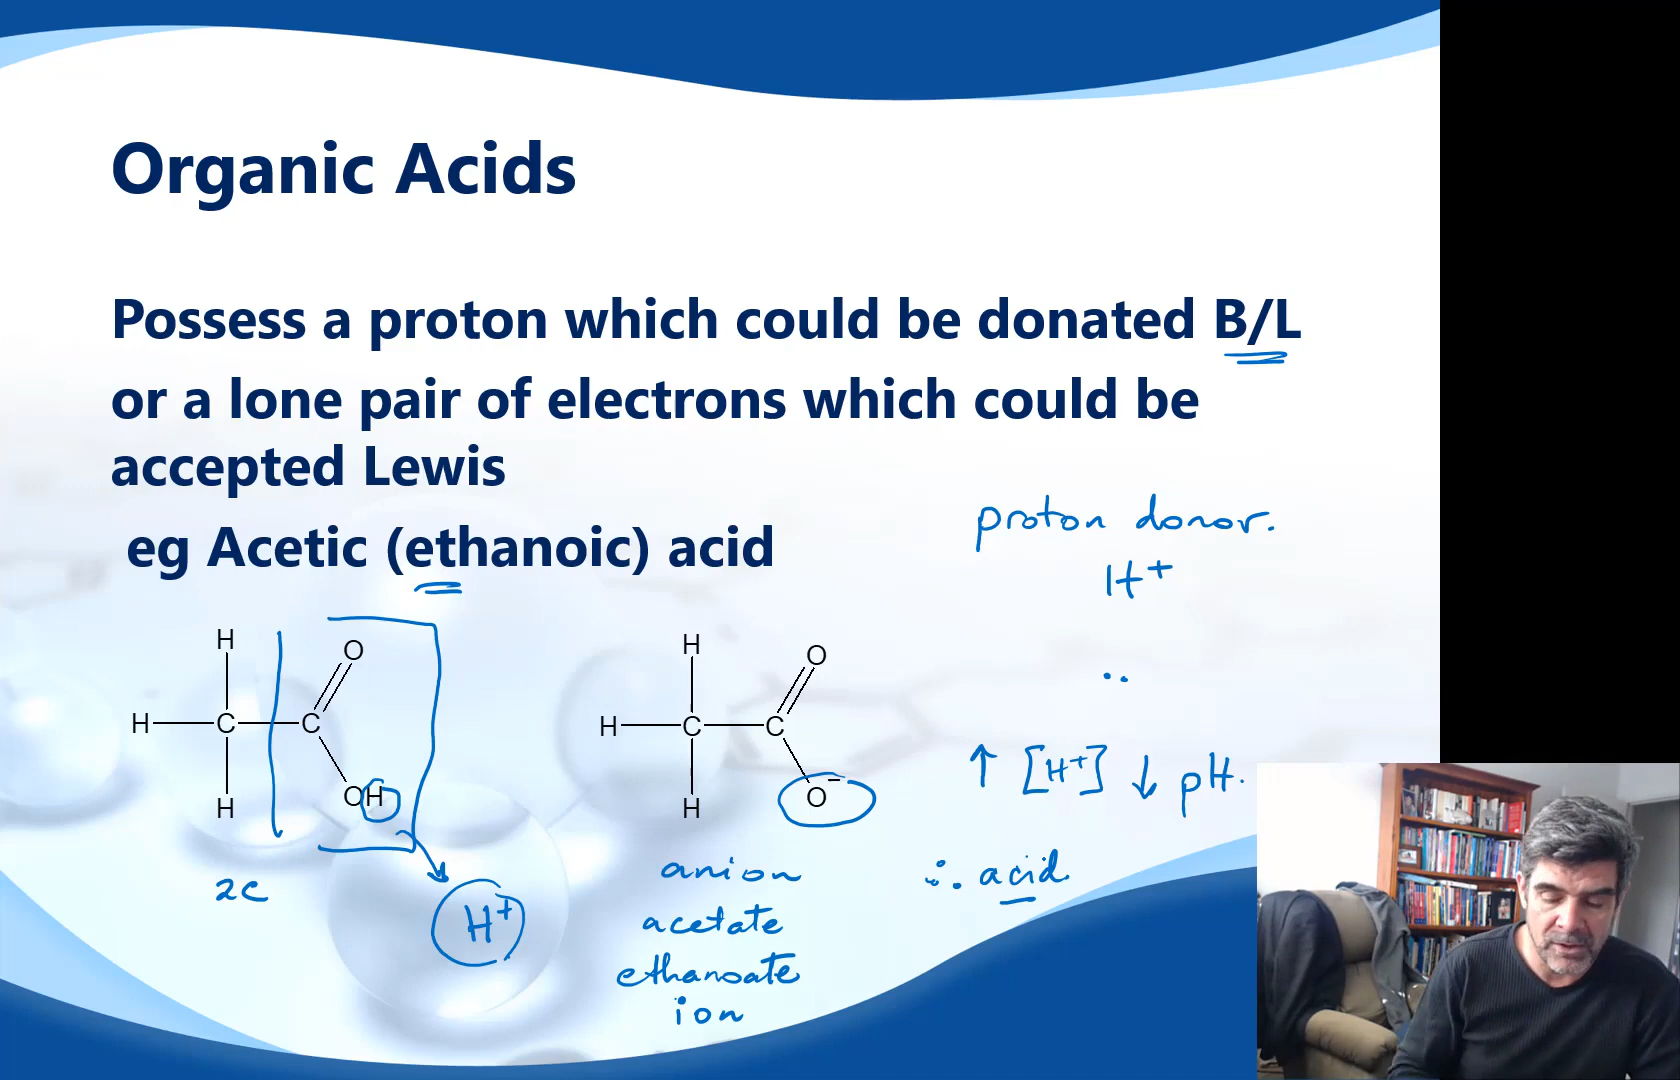 Organic Acids
Possess a proton which could be donated B/L
or a lone pair of electrons which could be
accepted Lewis
eg Acetic (ethanoic) acid
proton donor.
H+
H
O
H C C
OH
H
2C
H+
H
O
H C C
O−
H
anion
acetate
ethanoate
ion
↑ [H+] ↓ pH.
∴ acid